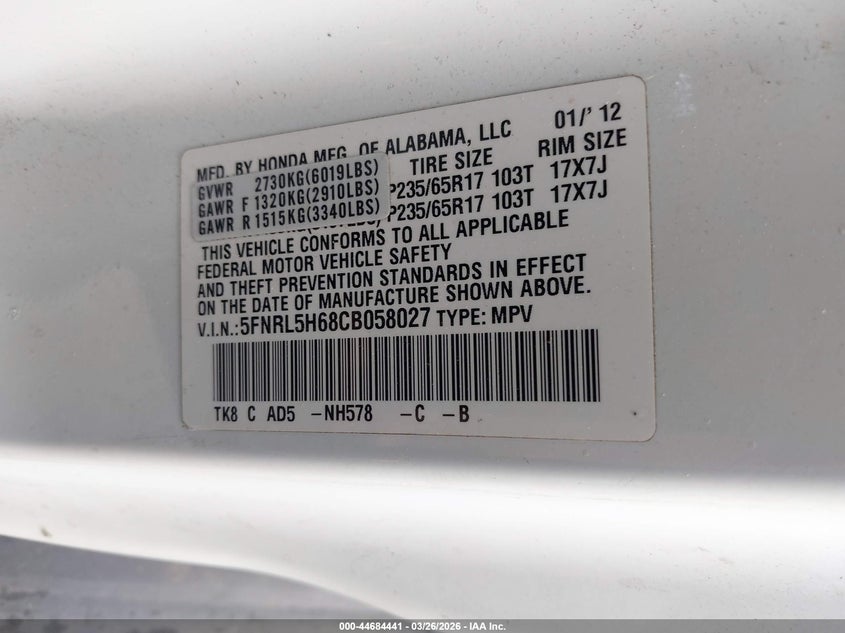 MFD. BY HONDA MFG. OF ALABAMA, LLC 01/' 12
TIRE SIZE RIM SIZE
GVWR 2730KG(6019LBS)
GAWR F 1320KG(2910LBS) P235/65R17 103T 17X7J
GAWR R 1515KG(3340LBS) P235/65R17 103T 17X7J
THIS VEHICLE CONFORMS TO ALL APPLICABLE
FEDERAL MOTOR VEHICLE SAFETY
AND THEFT PREVENTION STANDARDS IN EFFECT
ON THE DATE OF MANUFACTURE SHOWN ABOVE.
V.I.N.: 5FNRL5H68CB058027 TYPE: MPV
TK8 C AD5 -NH578 -C -B
000-44684441 - 03/26/2026 - IAA Inc.